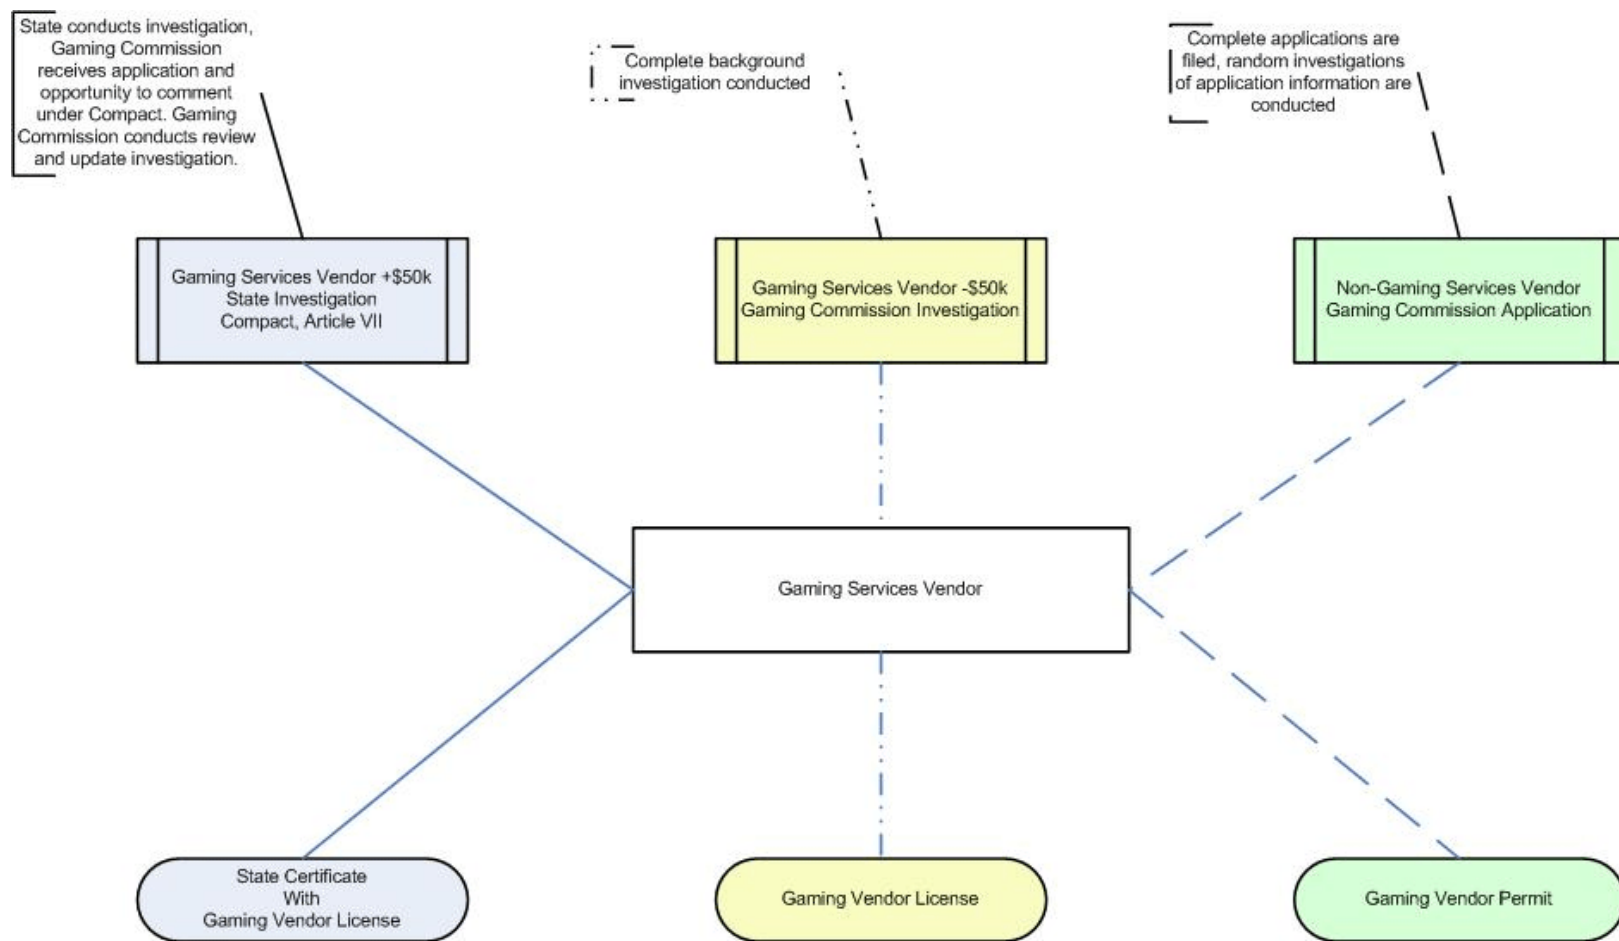 State conducts investigation,
Gaming Commission
receives application and
opportunity to comment
under Compact. Gaming
Commission conducts review
and update investigation.
Complete background
investigation conducted
Complete applications are
filed, random investigations
of application information are
conducted
Gaming Services Vendor +$50k
State Investigation
Compact, Article VII
Gaming Services Vendor -$50k
Gaming Commission Investigation
Non-Gaming Services Vendor
Gaming Commission Application
Gaming Services Vendor
State Certificate
With
Gaming Vendor License
Gaming Vendor License
Gaming Vendor Permit